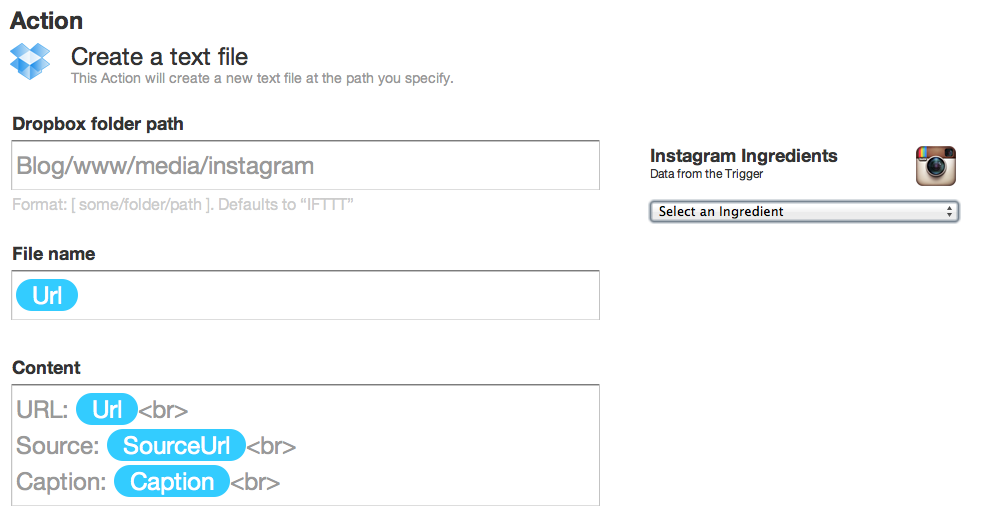 Action
Create a text file
This Action will create a new text file at the path you specify.
Dropbox folder path
Blog/www/media/instagram
Format: [ some/folder/path ]. Defaults to “IFTTT”
Instagram Ingredients
Data from the Trigger
Select an Ingredient
File name
Url
Content
URL: Url<br>
Source: SourceUrl<br>
Caption: Caption<br>